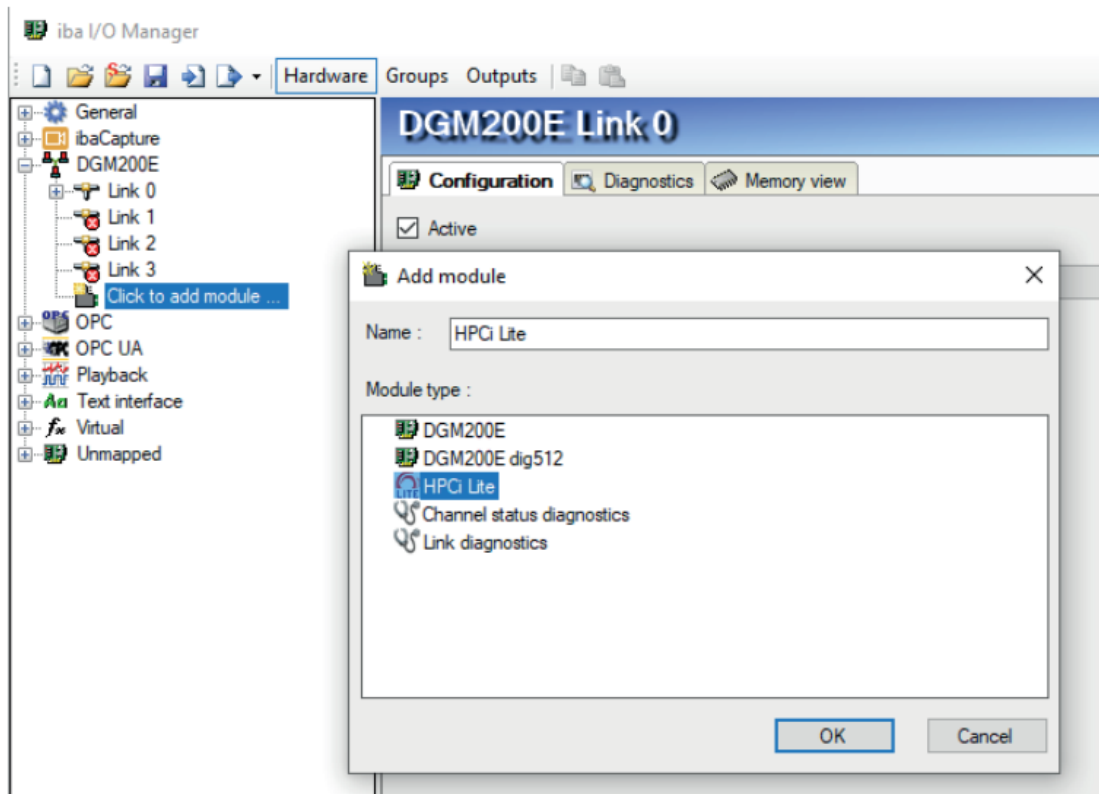 iba I/O Manager
Hardware Groups Outputs
General
ibaCapture
DGM200E
Link 0
Link 1
Link 2
Link 3
Click to add module ...
OPC
OPC UA
Playback
Text interface
Virtual
Unmapped
DGM200E Link 0
Configuration Diagnostics Memory view
Active
Add module
Name : HPCi Lite
Module type :
DGM200E
DGM200E dig512
HPCi Lite
Channel status diagnostics
Link diagnostics
OK Cancel